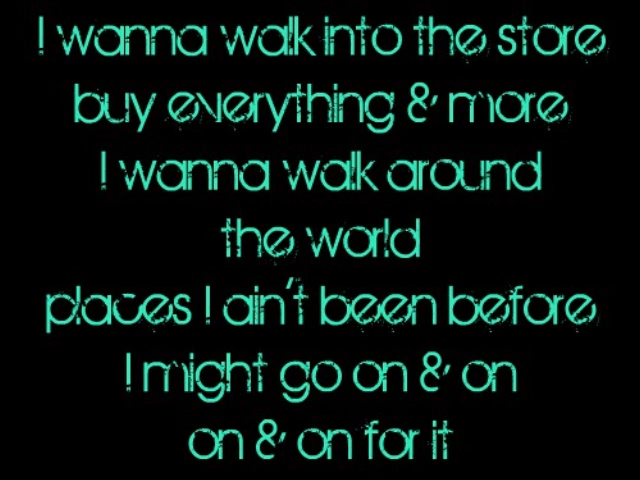 I wanna walk into the store
buy everything & more
I wanna walk around
the world
places I ain't been before
I might go on & on
on & on for it